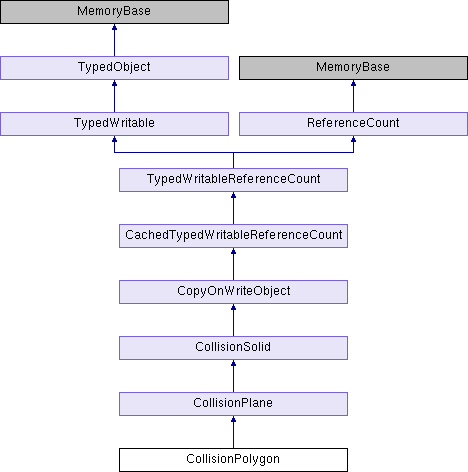 MemoryBase
TypedObject
MemoryBase
TypedWritable
ReferenceCount
TypedWritableReferenceCount
CachedTypedWritableReferenceCount
CopyOnWriteObject
CollisionSolid
CollisionPlane
CollisionPolygon